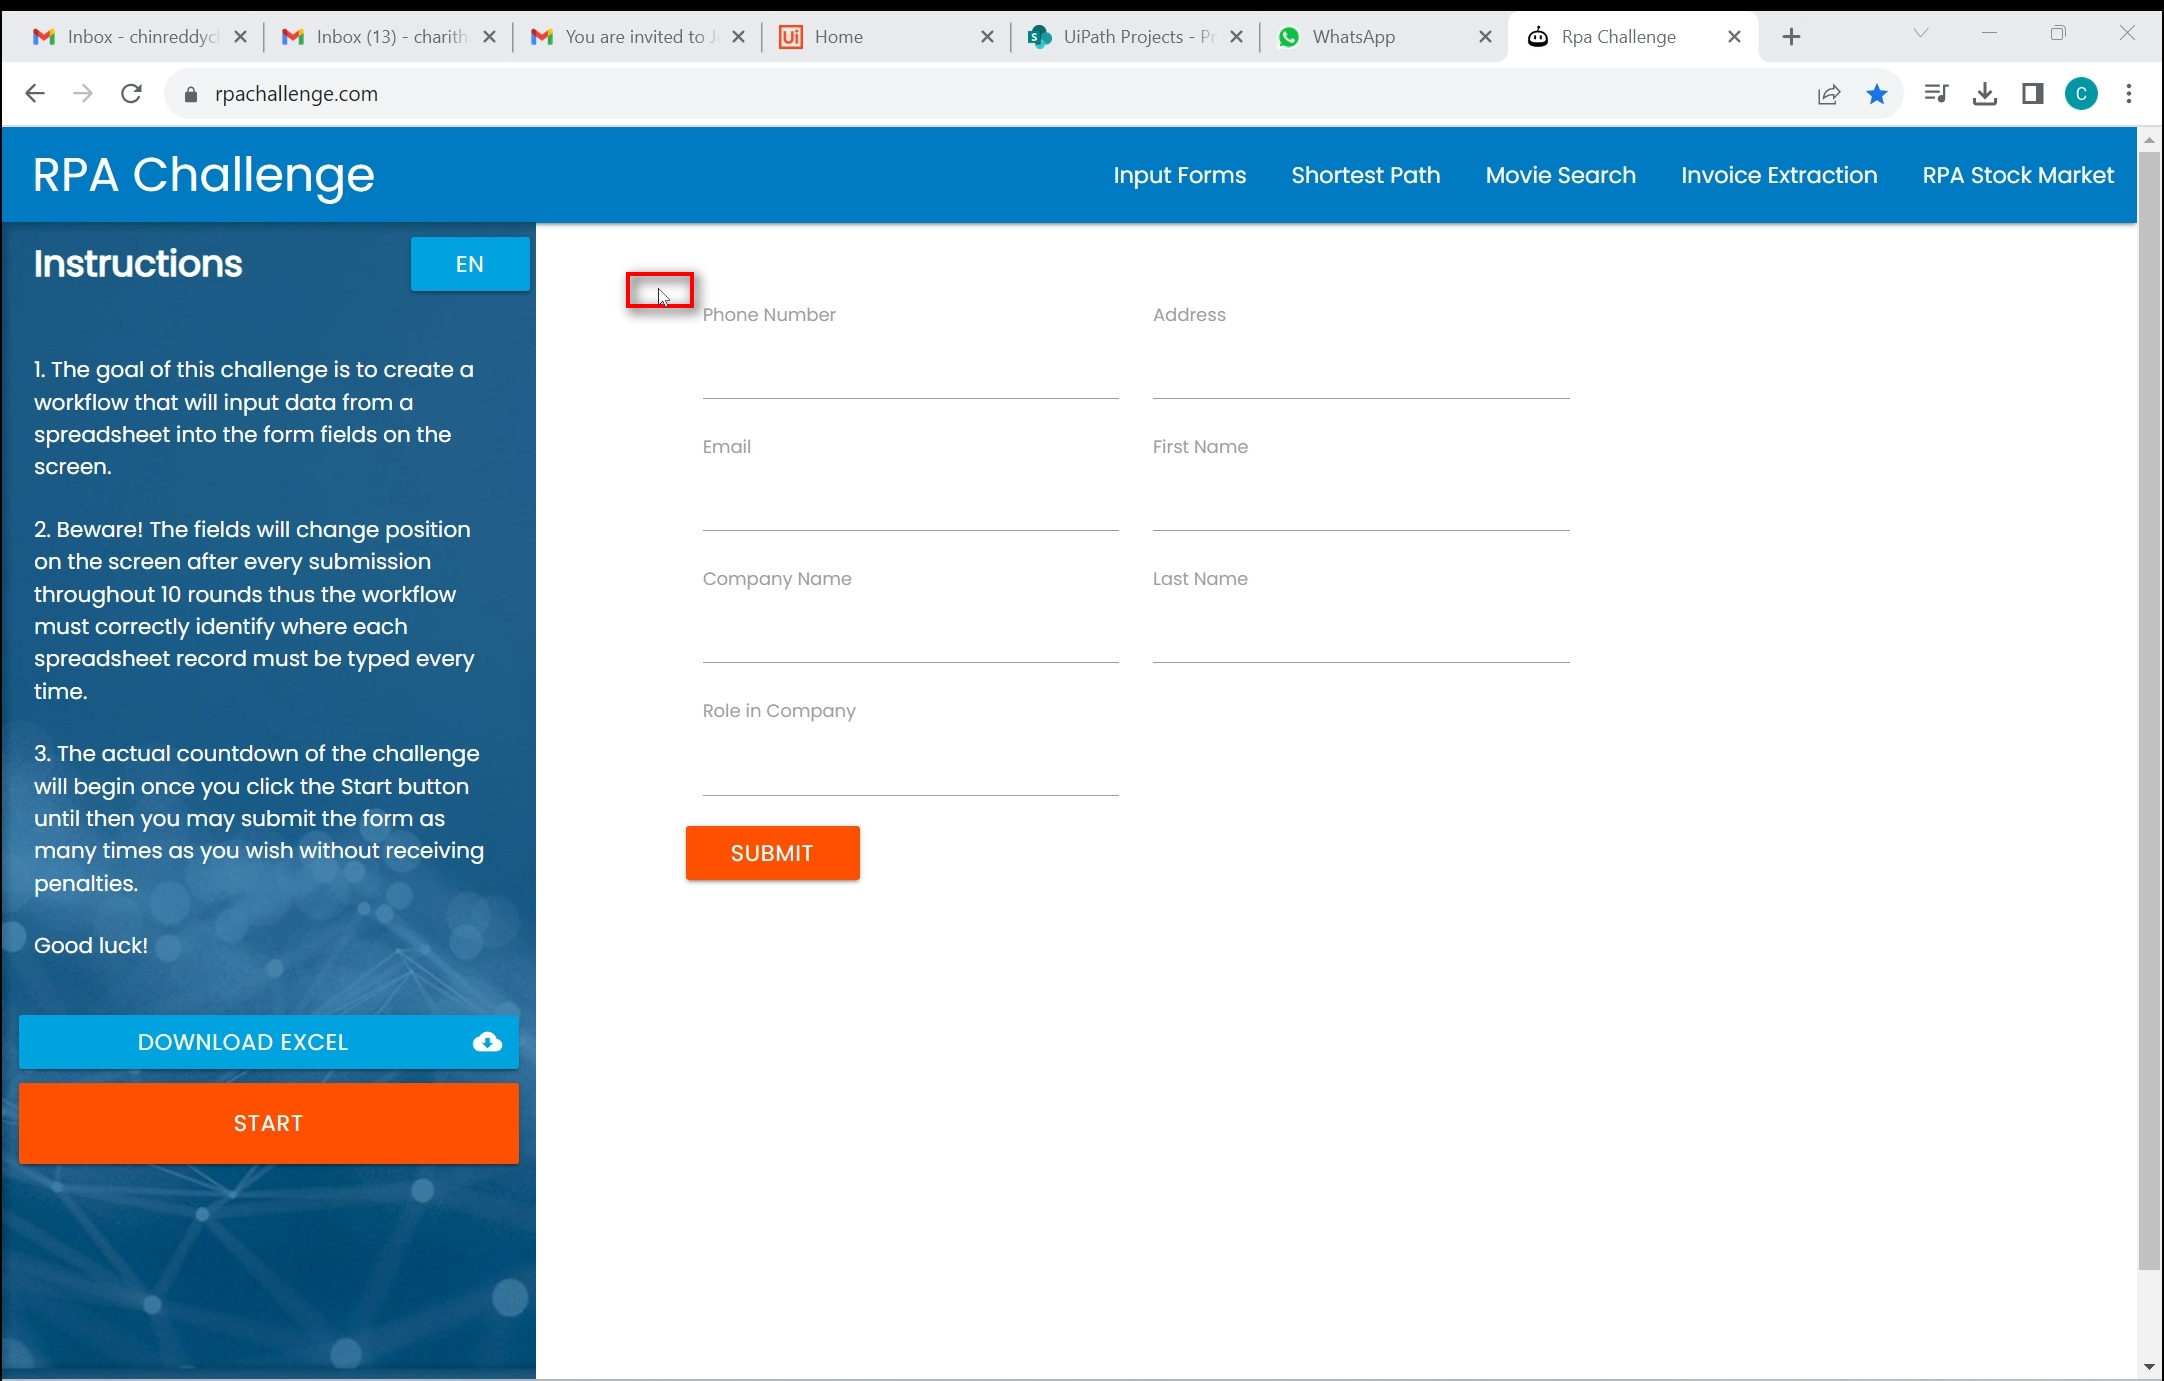 Inbox - chinreddyc
Inbox (13) - charith
You are invited to J
Ui
Home
UiPath Projects - Pr
WhatsApp
Rpa Challenge
rpachallenge.com
C
RPA Challenge
Input Forms
Shortest Path
Movie Search
Invoice Extraction
RPA Stock Market
Instructions
EN
1. The goal of this challenge is to create a
workflow that will input data from a
spreadsheet into the form fields on the
screen.
2. Beware! The fields will change position
on the screen after every submission
throughout 10 rounds thus the workflow
must correctly identify where each
spreadsheet record must be typed every
time.
3. The actual countdown of the challenge
will begin once you click the Start button
until then you may submit the form as
many times as you wish without receiving
penalties.
Good luck!
DOWNLOAD EXCEL
START
Phone Number
Address
Email
First Name
Company Name
Last Name
Role in Company
SUBMIT